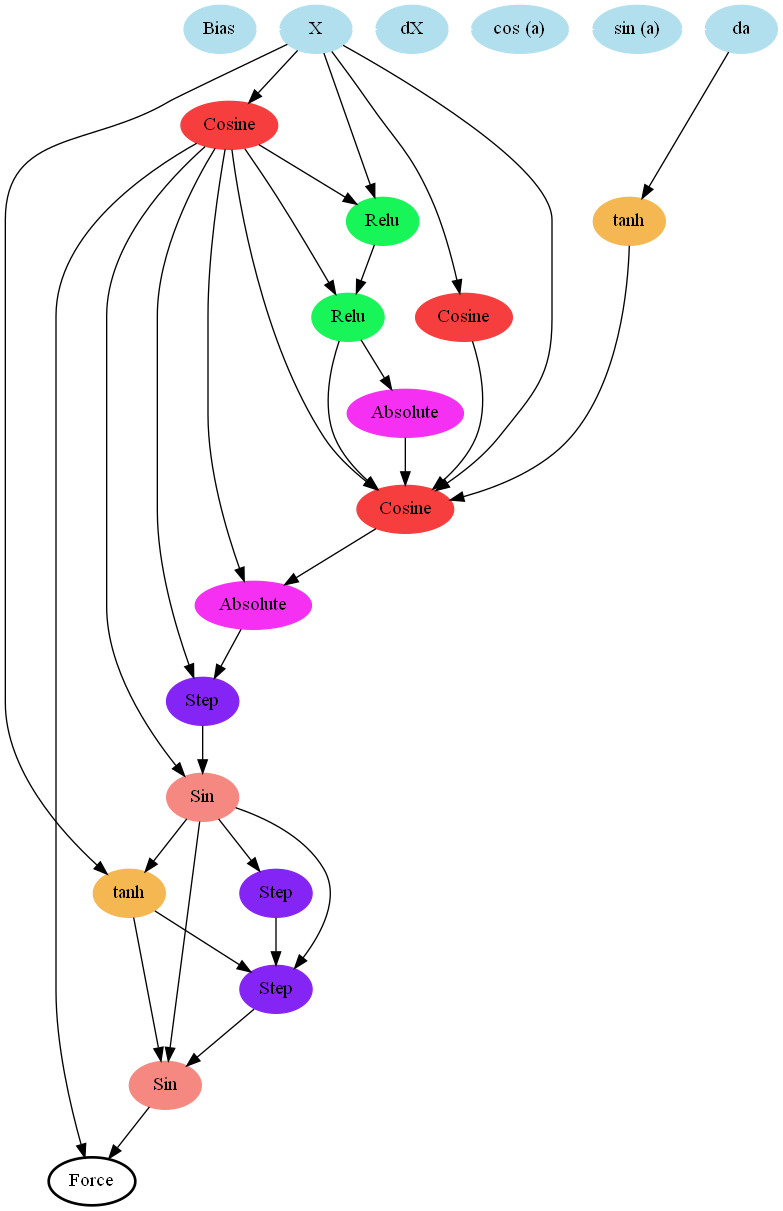 Bias X dX cos (a) sin (a) da
Cosine
Relu tanh
Relu Cosine
Absolute
Cosine
Absolute
Step
Sin
tanh Step
Step
Sin
Force